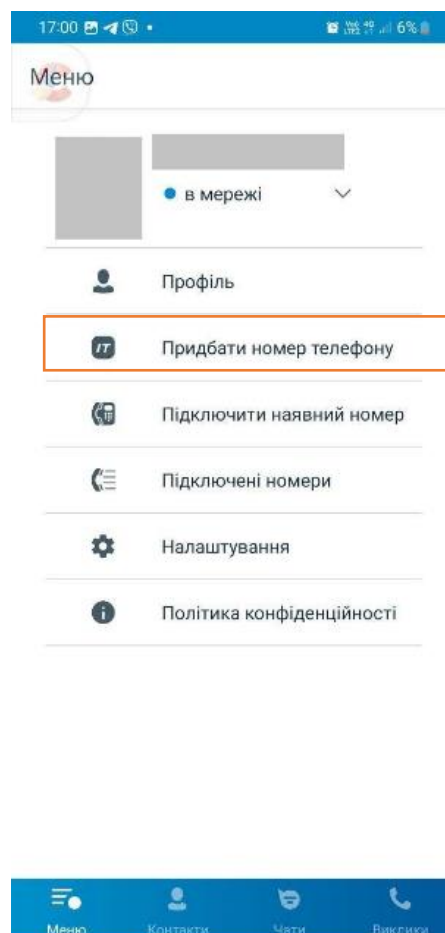 17:00 6%
Меню
в мережі
Профіль
IT Придбати номер телефону
Підключити наявний номер
Підключені номери
Налаштування
Політика конфіденційності
Меню Контакти Чати Виклики